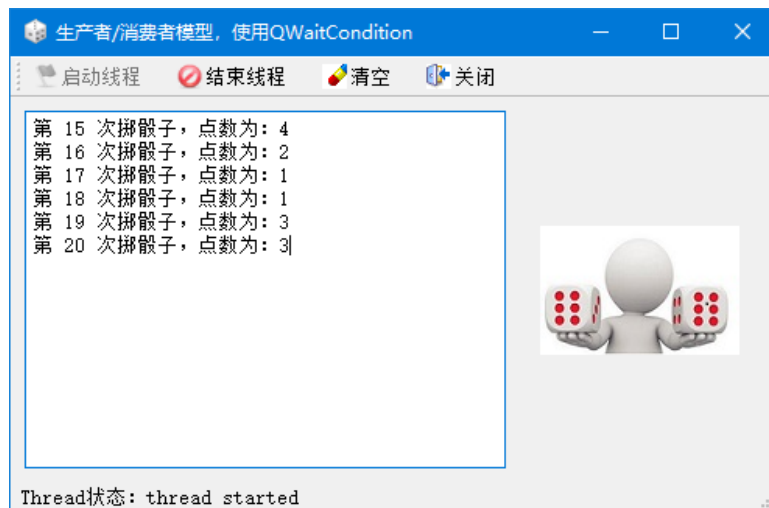 生产者/消费者模型，使用QWaitCondition
启动线程 结束线程 清空 关闭
第 15 次掷骰子，点数为：4
第 16 次掷骰子，点数为：2
第 17 次掷骰子，点数为：1
第 18 次掷骰子，点数为：1
第 19 次掷骰子，点数为：3
第 20 次掷骰子，点数为：3
Thread状态：thread started